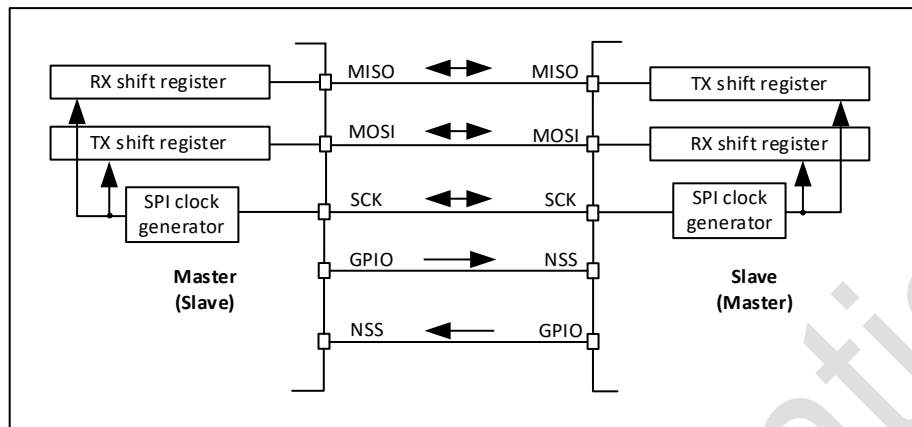 RX shift register MISO MISO TX shift register
TX shift register MOSI MOSI RX shift register
SPI clock
generator SCK SCK SPI clock
generator
Master
(Slave) GPIO NSS Slave
(Master)
NSS GPIO